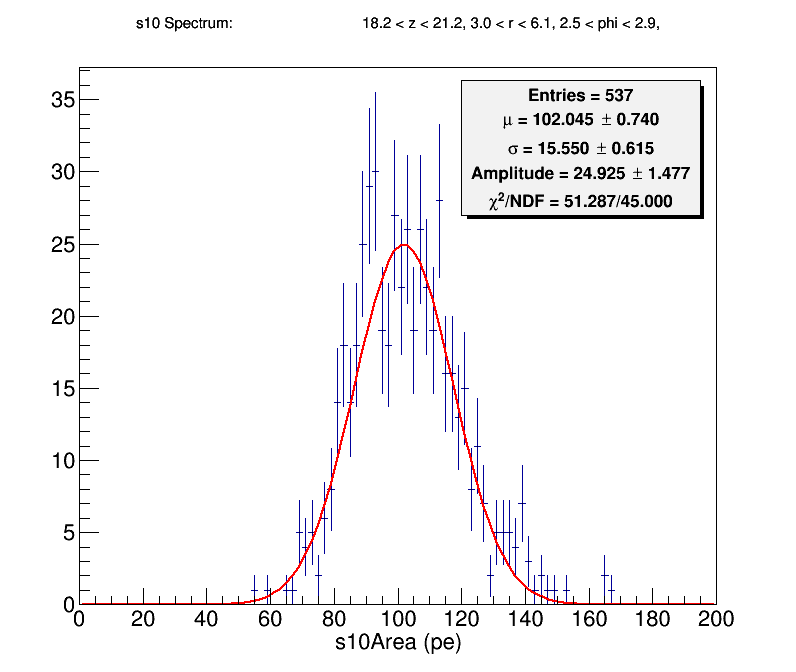 s10 Spectrum: 18.2 < z < 21.2, 3.0 < r < 6.1, 2.5 < phi < 2.9,
Entries = 537
μ = 102.045 ± 0.740
σ = 15.550 ± 0.615
Amplitude = 24.925 ± 1.477
χ²/NDF = 51.287/45.000
35
30
25
20
15
10
5
0
0 20 40 60 80 100 120 140 160 180 200
s10Area (pe)